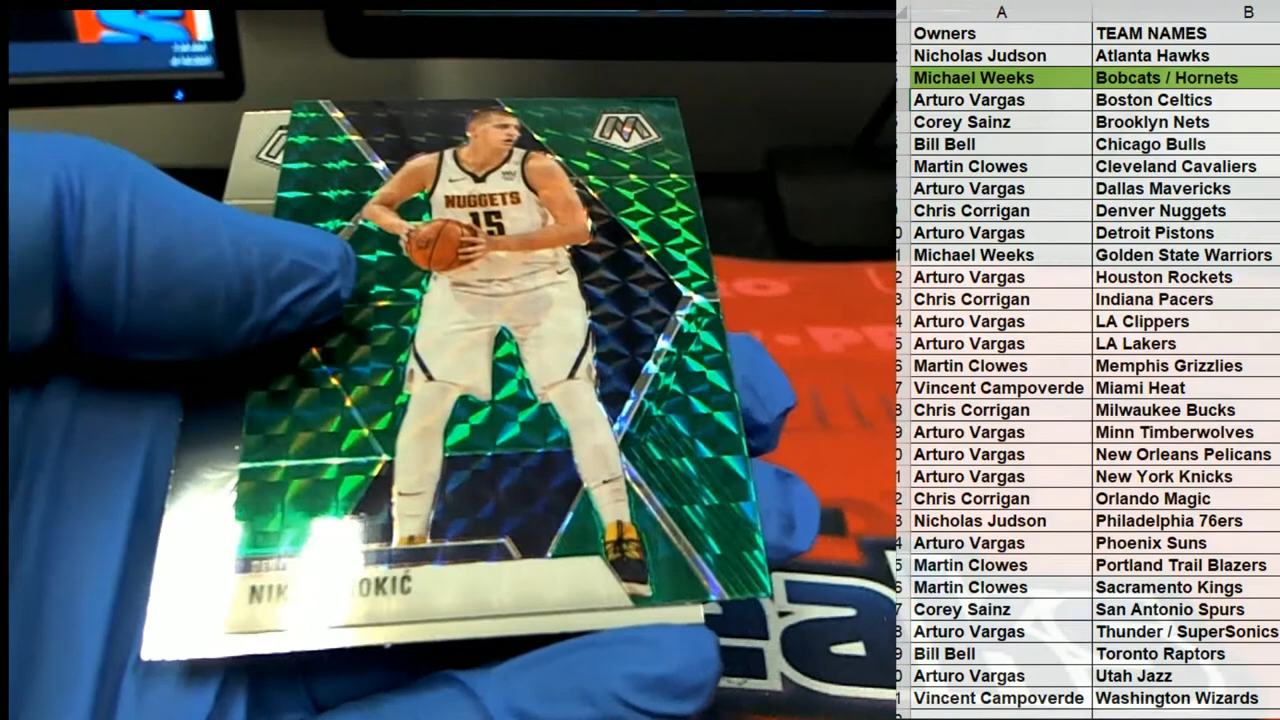 NUGGETS
15
A
B
Owners
TEAM NAMES
Nicholas Judson
Atlanta Hawks
Michael Weeks
Bobcats / Hornets
Arturo Vargas
Boston Celtics
Corey Sainz
Brooklyn Nets
Bill Bell
Chicago Bulls
Martin Clowes
Cleveland Cavaliers
Arturo Vargas
Dallas Mavericks
Chris Corrigan
Denver Nuggets
Arturo Vargas
Detroit Pistons
Michael Weeks
Golden State Warriors
Arturo Vargas
Houston Rockets
Chris Corrigan
Indiana Pacers
Arturo Vargas
LA Clippers
Arturo Vargas
LA Lakers
Martin Clowes
Memphis Grizzlies
Vincent Campoverde
Miami Heat
Chris Corrigan
Milwaukee Bucks
Arturo Vargas
Minn Timberwolves
Arturo Vargas
New Orleans Pelicans
Arturo Vargas
New York Knicks
Chris Corrigan
Orlando Magic
Nicholas Judson
Philadelphia 76ers
Arturo Vargas
Phoenix Suns
Martin Clowes
Portland Trail Blazers
Martin Clowes
Sacramento Kings
Corey Sainz
San Antonio Spurs
Arturo Vargas
Thunder / SuperSonics
Bill Bell
Toronto Raptors
Arturo Vargas
Utah Jazz
Vincent Campoverde
Washington Wizards